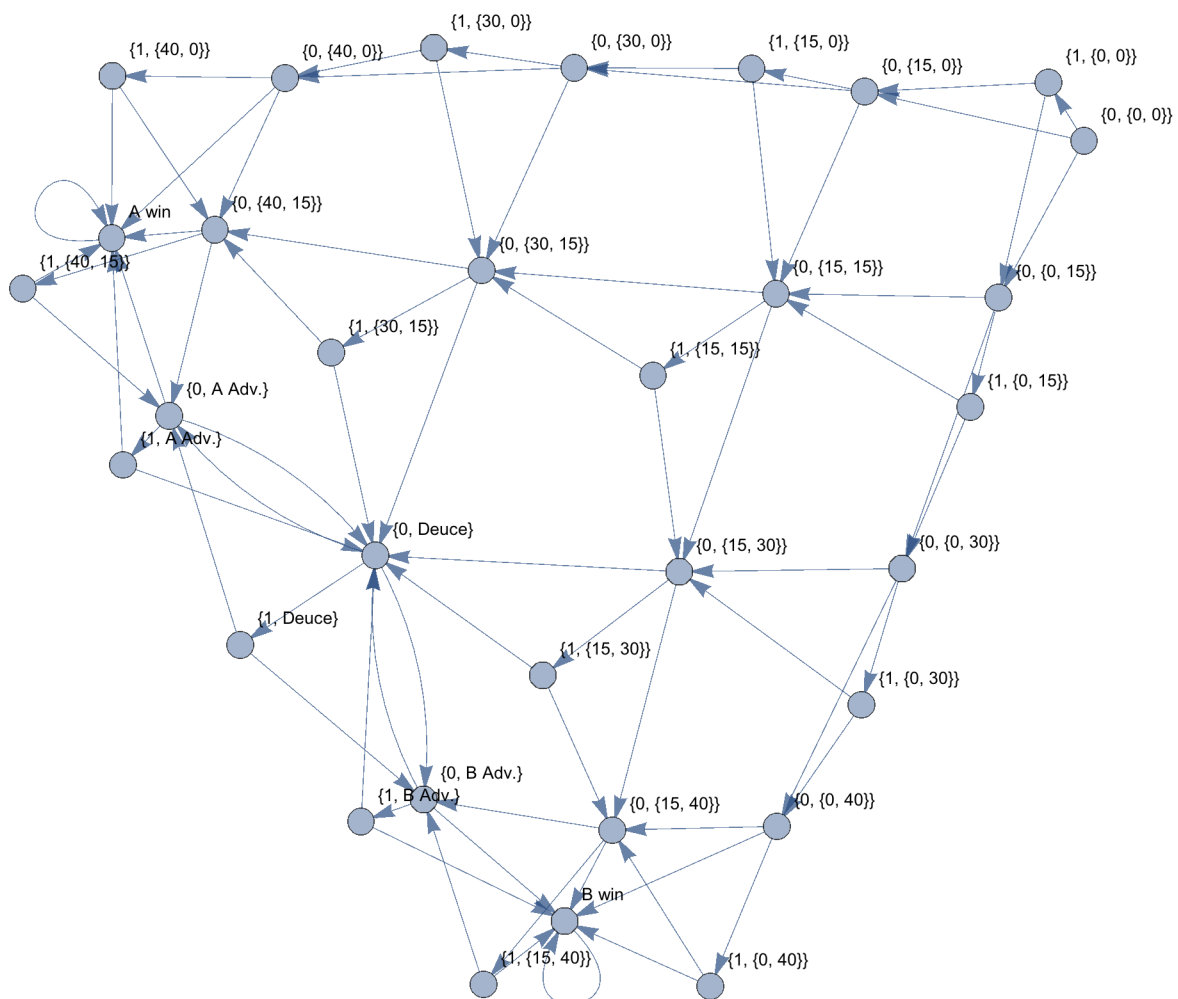 {1, {30, 0}}
{1, {40, 0}}
{0, {40, 0}}
{0, {30, 0}}
{1, {15, 0}}
{0, {15, 0}}
{1, {0, 0}}
{0, {0, 0}}
A win
{0, {40, 15}}
{1, {40, 15}}
{0, {30, 15}}
{0, {15, 15}}
{0, {0, 15}}
{1, {30, 15}}
{1, {15, 15}}
{1, {0, 15}}
{0, A Adv.}
{1, A Adv.}
{0, Deuce}
{0, {15, 30}}
{0, {0, 30}}
{1, Deuce}
{1, {15, 30}}
{1, {0, 30}}
{0, B Adv.}
{1, B Adv.}
{0, {15, 40}}
{0, {0, 40}}
B win
{1, {15, 40}}
{1, {0, 40}}